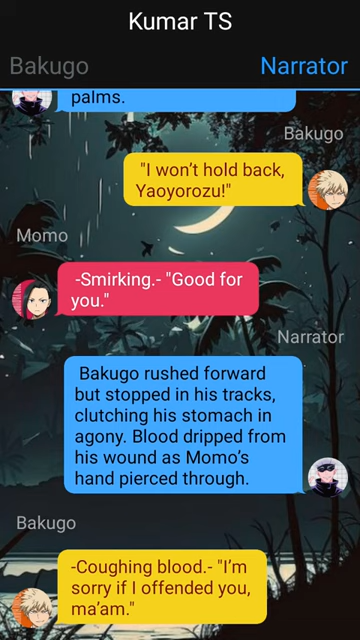 Kumar TS
Bakugo
Narrator
palms.
Bakugo
"I won't hold back,
Yaoyorozu!"
Momo
-Smirking.- "Good for
you."
Narrator
Bakugo rushed forward
but stopped in his tracks,
clutching his stomach in
agony. Blood dripped from
his wound as Momo's
hand pierced through.
Bakugo
-Coughing blood.- "I'm
sorry if I offended you,
ma'am."